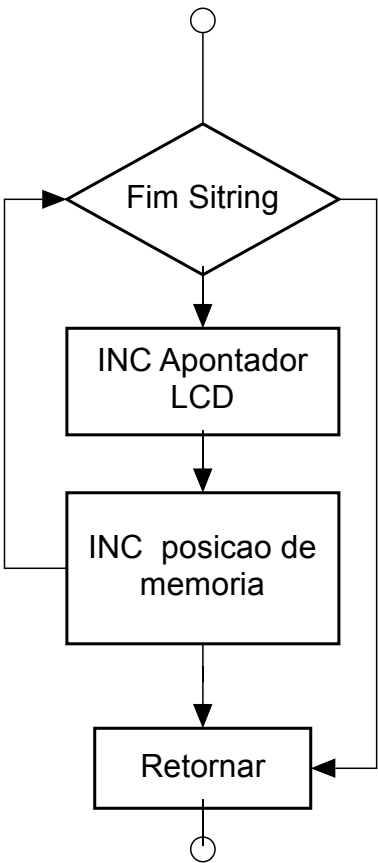 Fim Sitring
INC Apontador
LCD
INC  posicao de
memoria
Retornar